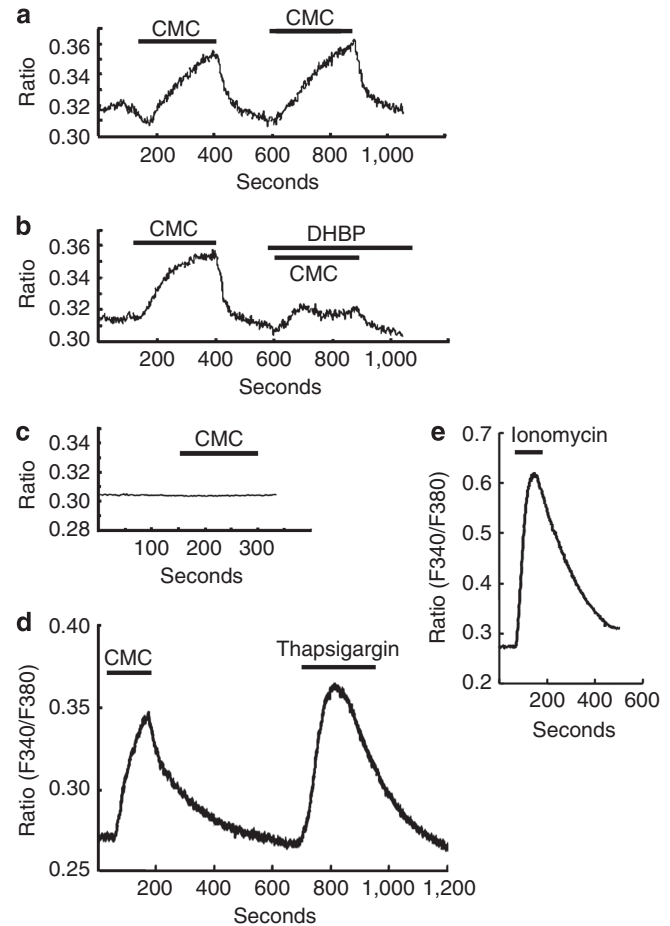 a
CMC CMC
0.36
0.34
0.32
0.30
Ratio
200 400 600 800 1,000
Seconds
b
CMC DHBP
CMC
0.36
0.34
0.32
0.30
Ratio
200 400 600 800 1,000
Seconds
c
CMC
0.34
0.32
0.30
0.28
Ratio
100 200 300
Seconds
e
Ionomycin
0.7
0.6
0.5
0.4
0.3
0.2
Ratio (F340/F380)
200 400 600
Seconds
d
CMC Thapsigargin
0.40
0.35
0.30
0.25
Ratio (F340/F380)
200 400 600 800 1,000 1,200
Seconds